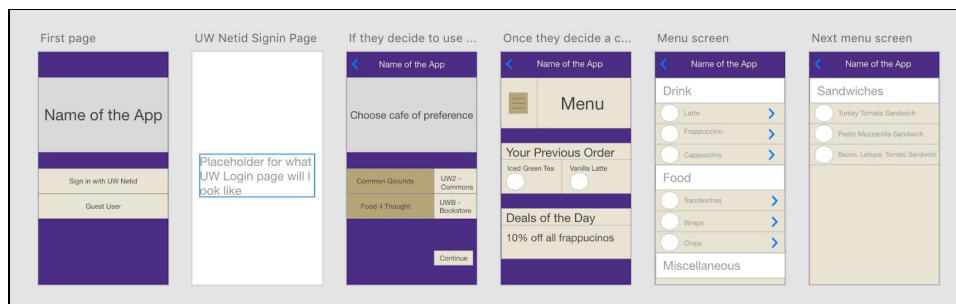 First page
UW Netid Signin Page
If they decide to use ...
Once they decide a c...
Menu screen
Next menu screen
Name of the App
Sign in with UW Netid
Guest User
Placeholder for what
UW Login page will l
ook like
Name of the App
Choose cafe of preference
Common Grounds
UW2 -
Commons
Food 4 Thought
UWB -
Bookstore
Continue
Name of the App
Menu
Your Previous Order
Iced Green Tea
Vanilla Latte
Deals of the Day
10% off all frappucinos
Name of the App
Drink
Latte
Frappuccino
Cappuccino
Food
Sandwiches
Wraps
Chips
Miscellaneous
Name of the App
Sandwiches
Turkey Tomato Sandwich
Pesto Mozzarella Sandwich
Bacon, Lettuce, Tomato Sandwich